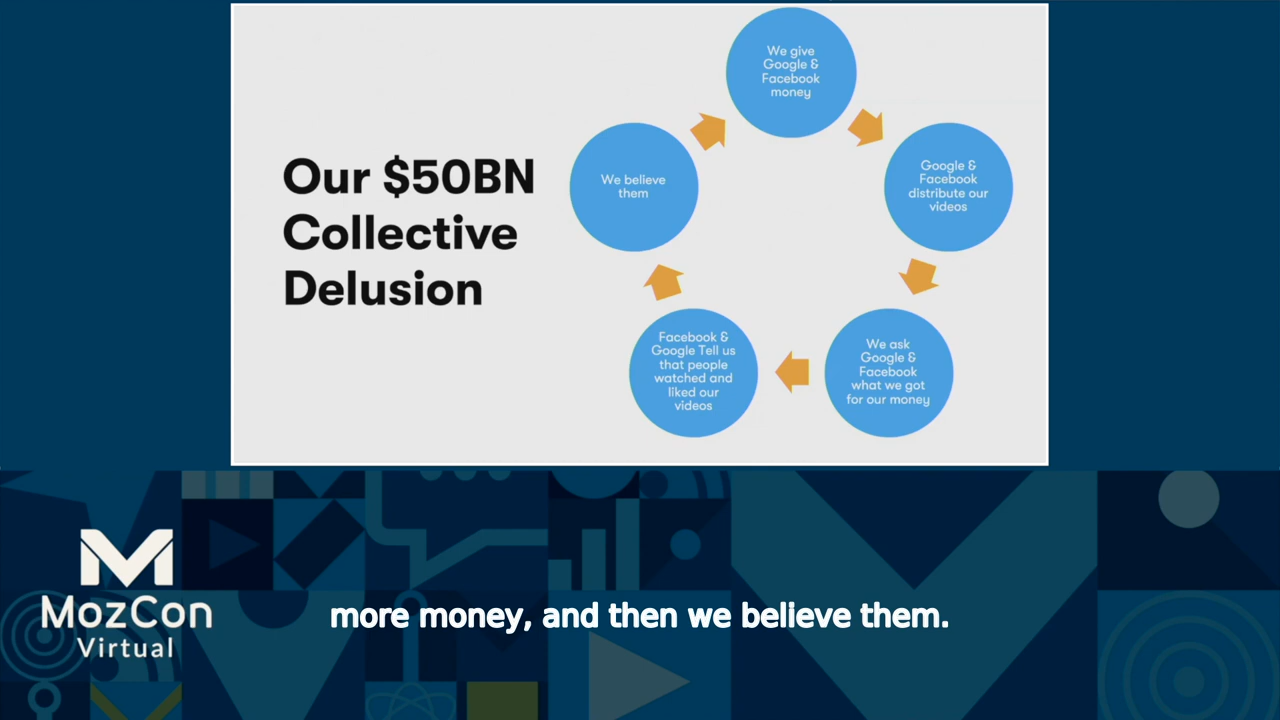 Our $50BN
Collective
Delusion
We give
Google &
Facebook
money
Google &
Facebook
distribute our
videos
We ask
Google &
Facebook
what we got
for our money
Facebook &
Google Tell us
that people
watched and
liked our
videos
We believe
them
MozCon
Virtual
more money, and then we believe them.